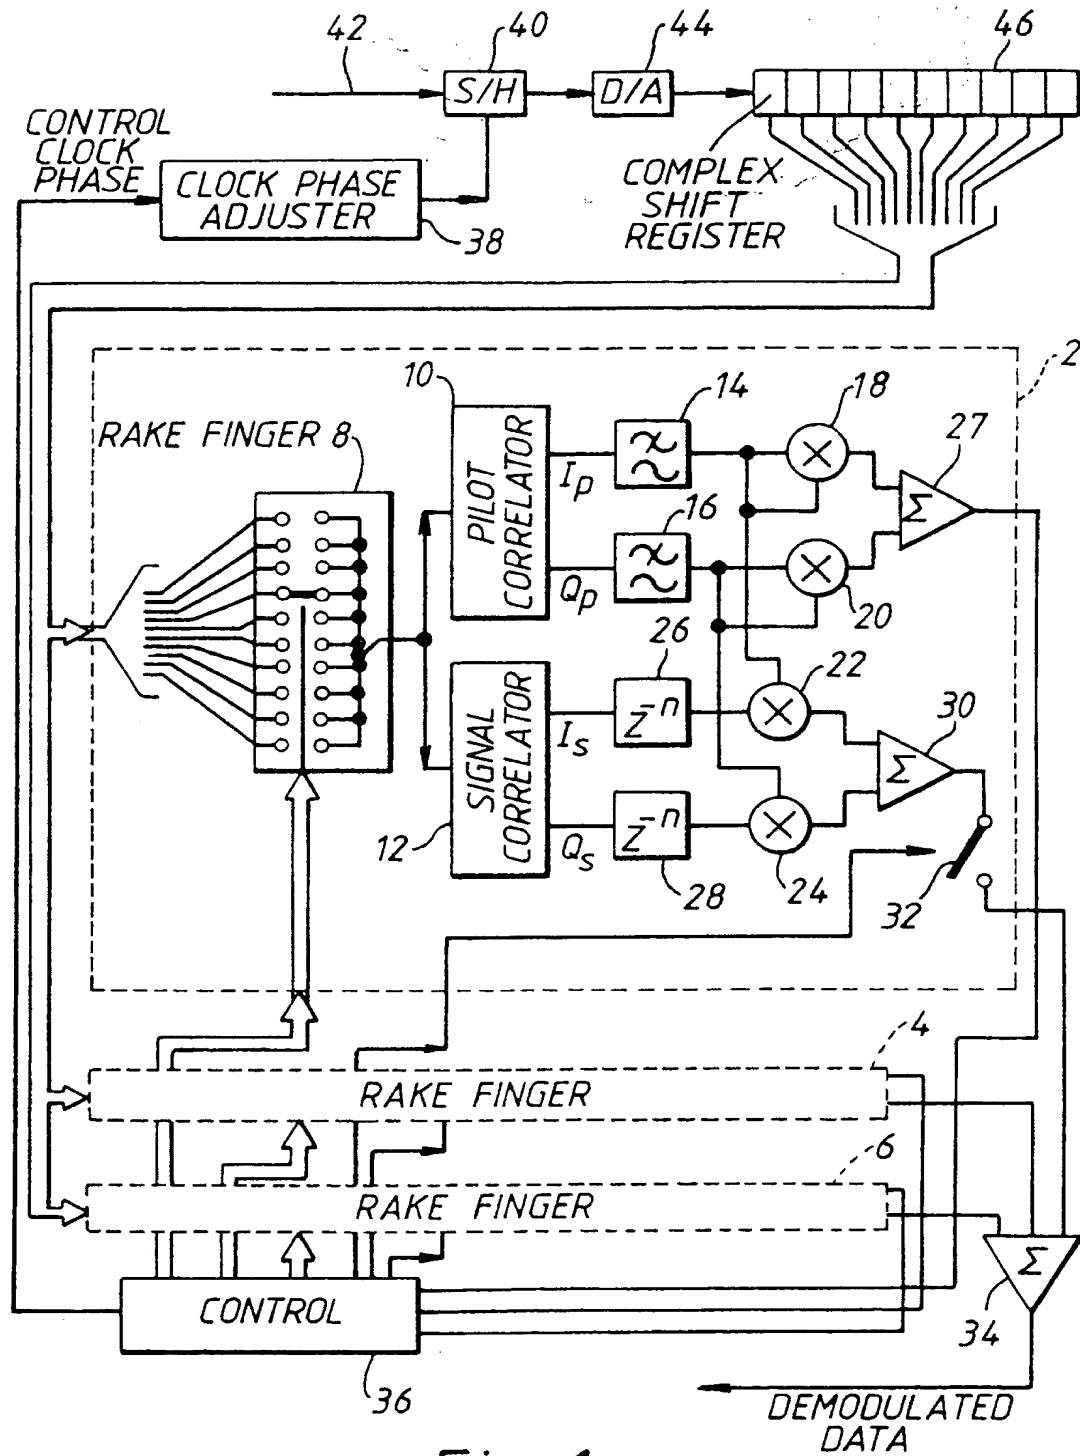 42
40
44
46
S/H
D/A
CONTROL
CLOCK
PHASE
CLOCK PHASE
ADJUSTER
38
COMPLEX
SHIFT
REGISTER
2
10
14
18
27
RAKE FINGER 8
PILOT
CORRELATOR
Ip
Σ
16
Qp
20
26
22
30
SIGNAL
CORRELATOR
Is
Z⁻ⁿ
Σ
12
Qs
Z⁻ⁿ
28
24
32
4
RAKE FINGER
6
RAKE FINGER
Σ
CONTROL
34
36
DEMODULATED
DATA